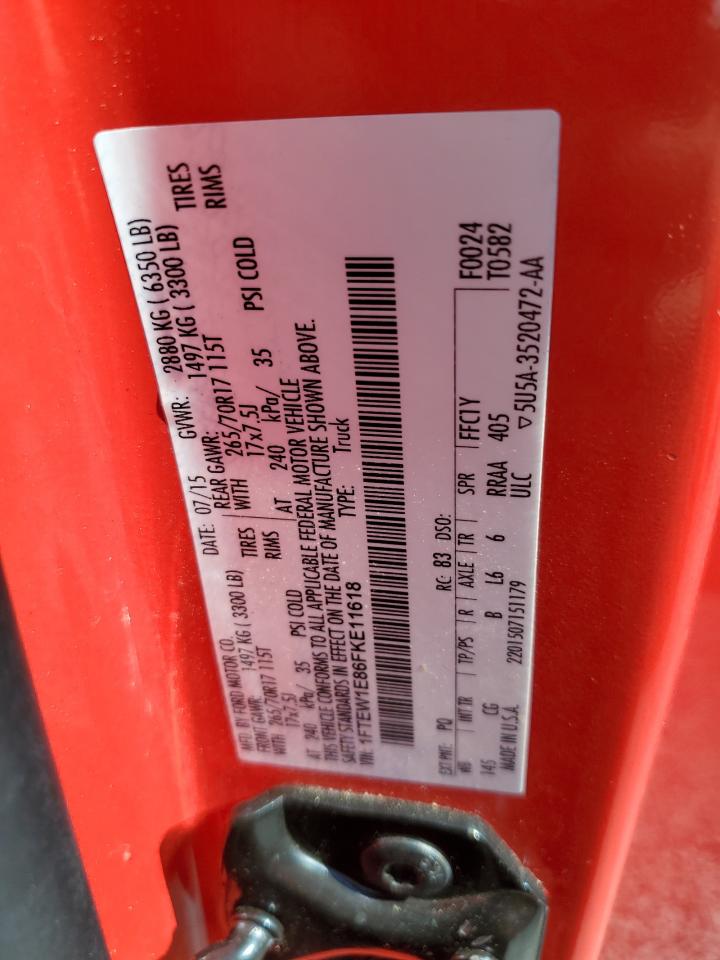 MFD. BY FORD MOTOR CO.
DATE: 07/15 GVWR: 2880 KG ( 6350 LB)
FRONT GAWR: 1497 KG ( 3300 LB) REAR GAWR: 1497 KG ( 3300 LB)
WITH 265/70R17 115T TIRES WITH 265/70R17 115T TIRES
17x7.5J RIMS 17x7.5J RIMS
AT 240 kPa/ 35 PSI COLD AT 240 kPa/ 35 PSI COLD
THIS VEHICLE CONFORMS TO ALL APPLICABLE FEDERAL MOTOR VEHICLE
SAFETY STANDARDS IN EFFECT ON THE DATE OF MANUFACTURE SHOWN ABOVE.
VIN: 1FTEW1E86FKE11618 TYPE: Truck
EXT PNT: PQ RC: 83 DSO: F0024
WB INT TR TP/PS R AXLE TR SPR FFC1Y T0582
145 CG B L6 6 RRAA 405
MADE IN U.S.A. 2201507151179 ULC ▽5U5A-3520472-AA